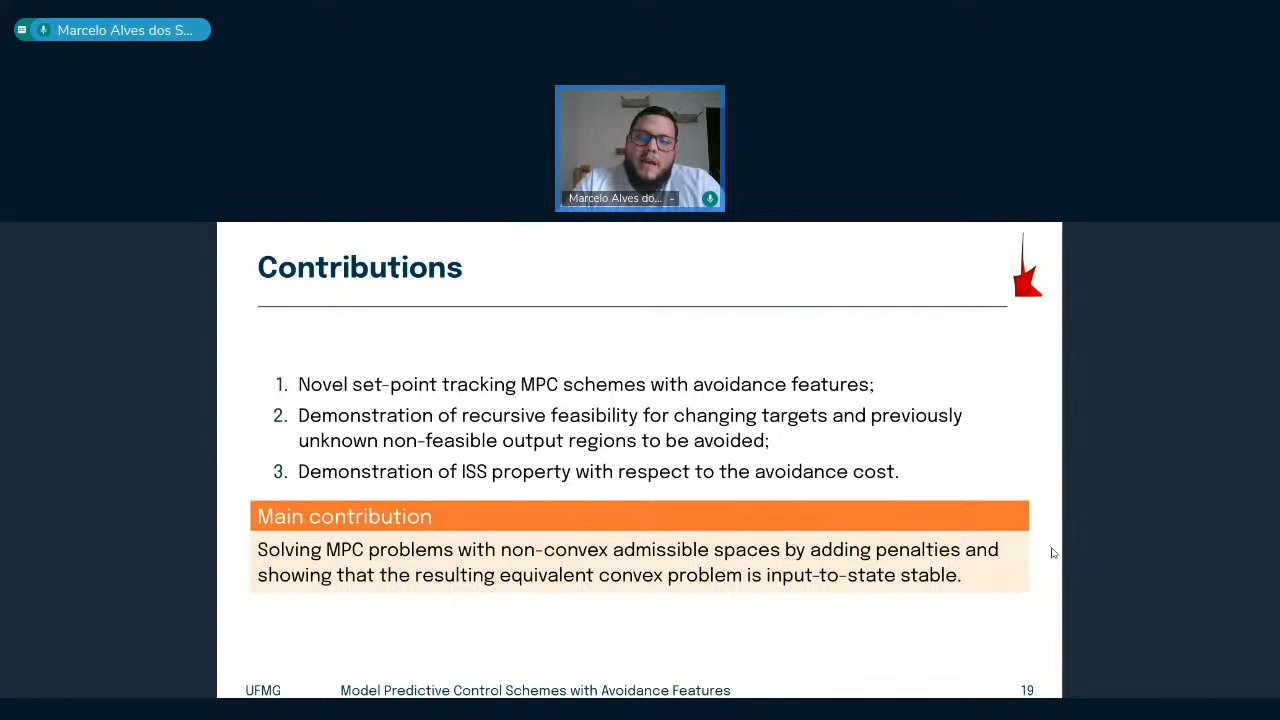 Marcelo Alves dos S...
Marcelo Alves do...
Contributions
1. Novel set-point tracking MPC schemes with avoidance features;
2. Demonstration of recursive feasibility for changing targets and previously
unknown non-feasible output regions to be avoided;
3. Demonstration of ISS property with respect to the avoidance cost.
Main contribution
Solving MPC problems with non-convex admissible spaces by adding penalties and
showing that the resulting equivalent convex problem is input-to-state stable.
UFMG Model Predictive Control Schemes with Avoidance Features 19